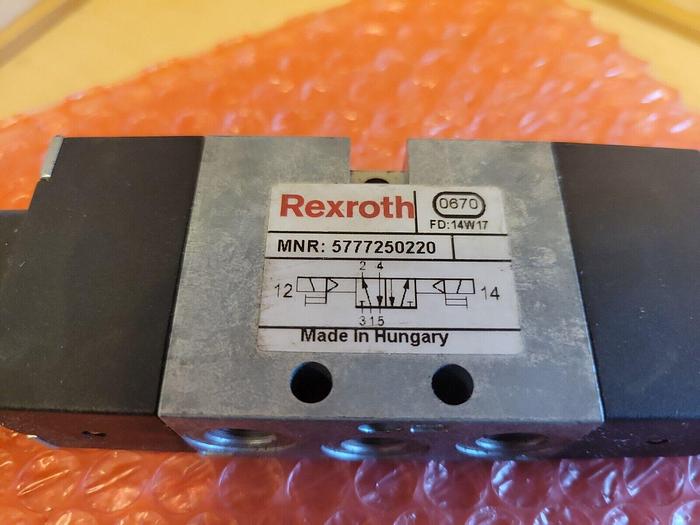 Rexroth 0670
FD:14W17
MNR: 5777250220
2 4
12 14
3 1 5
Made In Hungary